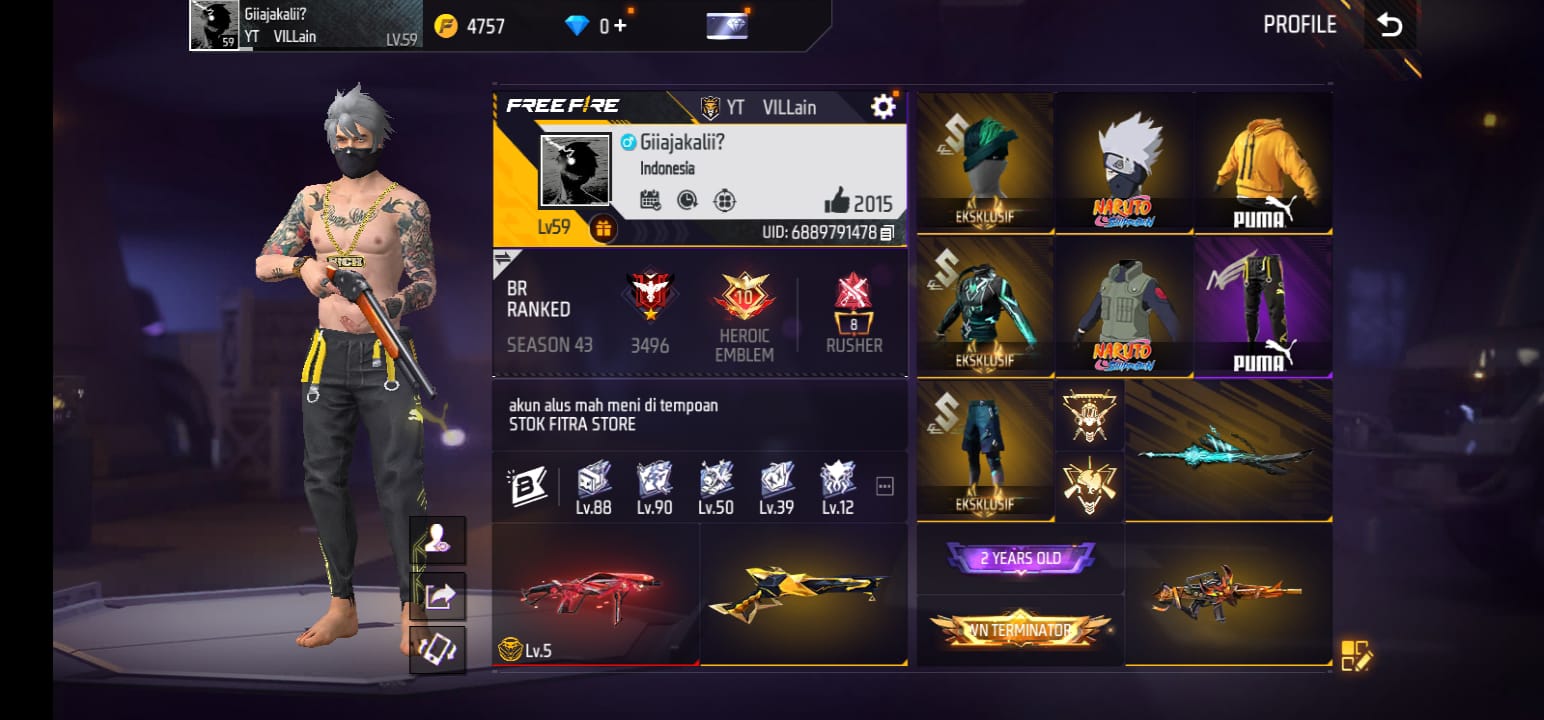 Giiajakalii?
YT VILLain
59
LV.59
4757
0 +
PROFILE
FREE FIRE
YT VILLain
Giiajakalii?
Indonesia
2015
Lv59
UID: 6889791478
BR
RANKED
SEASON 43
3496
10
HEROIC
EMBLEM
8
RUSHER
akun alus mah meni di tempoan
STOK FITRA STORE
B
Lv.88
Lv.90
Lv.50
Lv.39
Lv.12
Lv.5
EKSKLUSIF
NARUTO
SHIPPUDEN
PUMA
EKSKLUSIF
NARUTO
SHIPPUDEN
PUMA
EKSKLUSIF
2 YEARS OLD
WN TERMINATOR
RICH